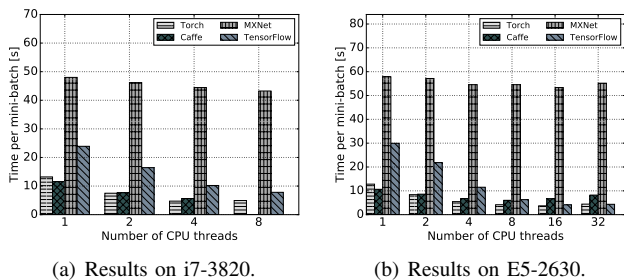 70
60
50
40
30
20
10
0
Time per mini-batch [s]
Torch
Caffe
MXNet
TensorFlow
1 2 4 8
Number of CPU threads
(a) Results on i7-3820.
80
70
60
50
40
30
20
10
0
Time per mini-batch [s]
Torch
Caffe
MXNet
TensorFlow
1 2 4 8 16 32
Number of CPU threads
(b) Results on E5-2630.